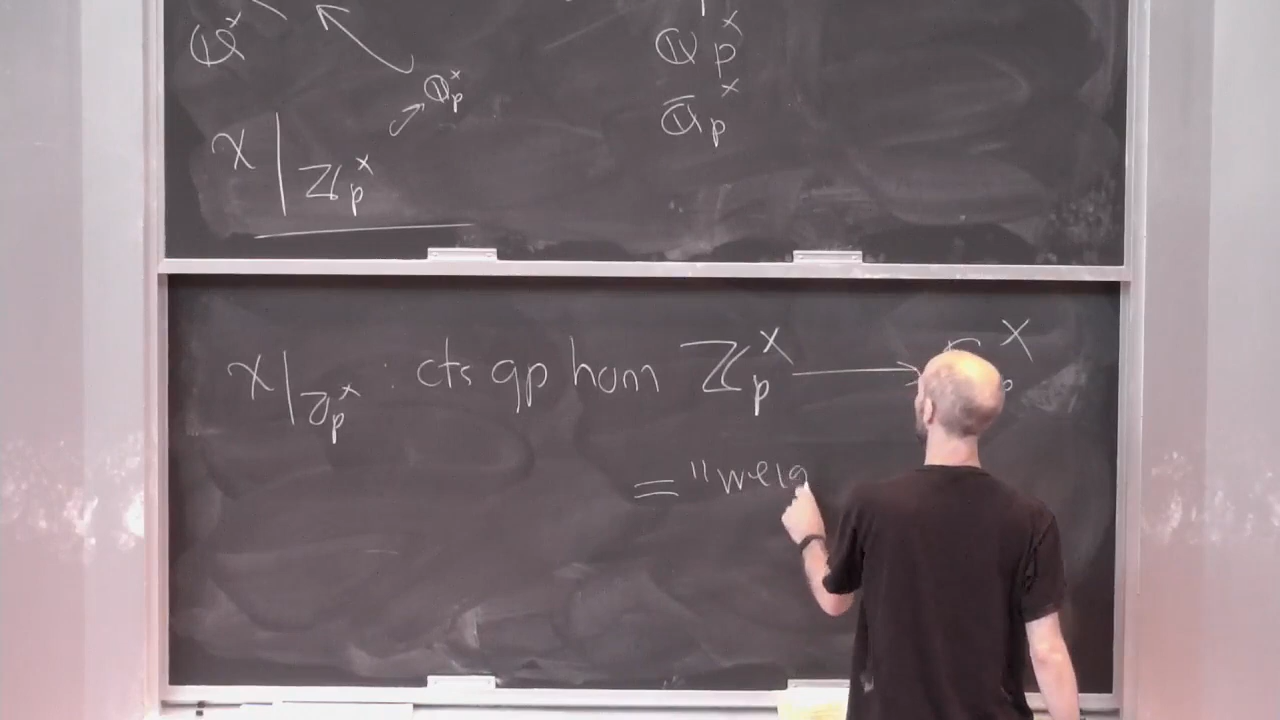 ℚ^×
ℚ_p^×
ℚ_p^×
ℚ̄_p^×
χ|ℤ_p^×
χ|ℤ_p^× : cts gp hom ℤ_p^× →
= "weig